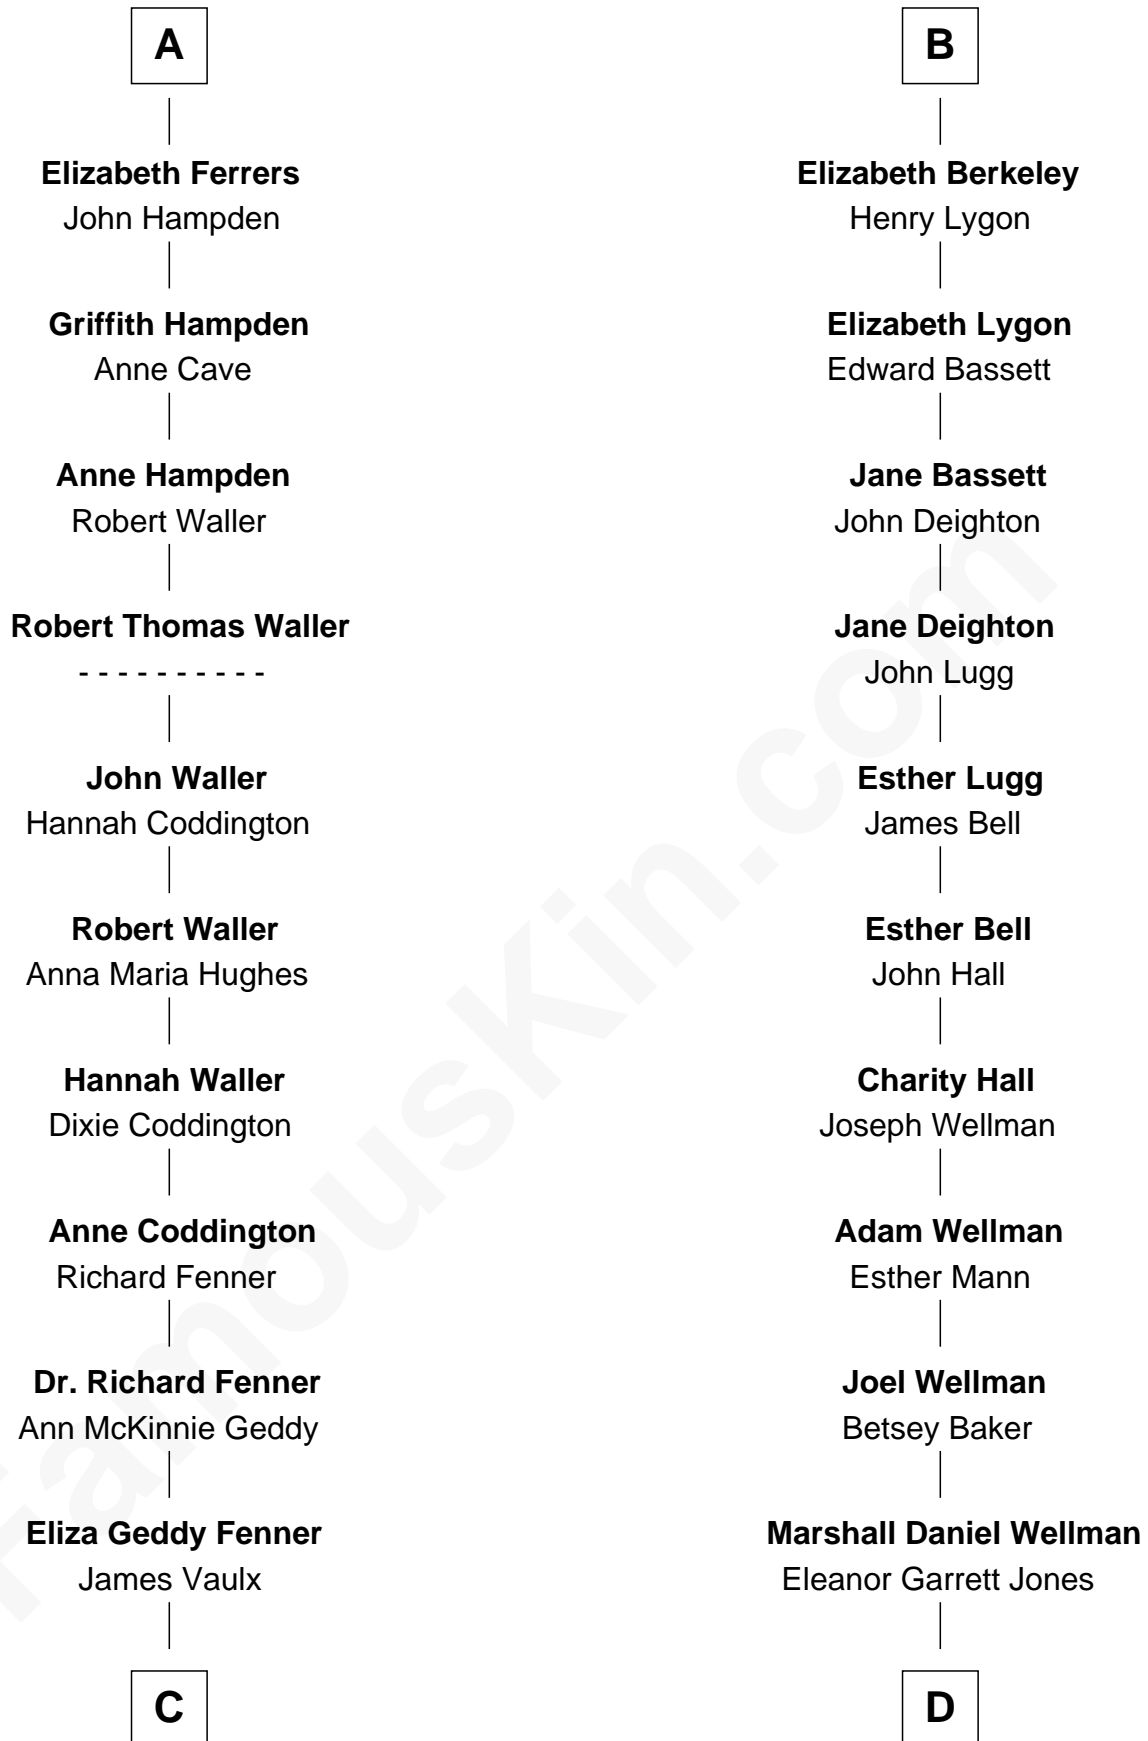 A
Elizabeth Ferrers
John Hampden
Griffith Hampden
Anne Cave
Anne Hampden
Robert Waller
Robert Thomas Waller
- - - - - - - - - -
John Waller
Hannah Coddington
Robert Waller
Anna Maria Hughes
Hannah Waller
Dixie Coddington
Anne Coddington
Richard Fenner
Dr. Richard Fenner
Ann McKinnie Geddy
Eliza Geddy Fenner
James Vaulx
C
B
Elizabeth Berkeley
Henry Lygon
Elizabeth Lygon
Edward Bassett
Jane Bassett
John Deighton
Jane Deighton
John Lugg
Esther Lugg
James Bell
Esther Bell
John Hall
Charity Hall
Joseph Wellman
Adam Wellman
Esther Mann
Joel Wellman
Betsey Baker
Marshall Daniel Wellman
Eleanor Garrett Jones
D
FamousKin.com